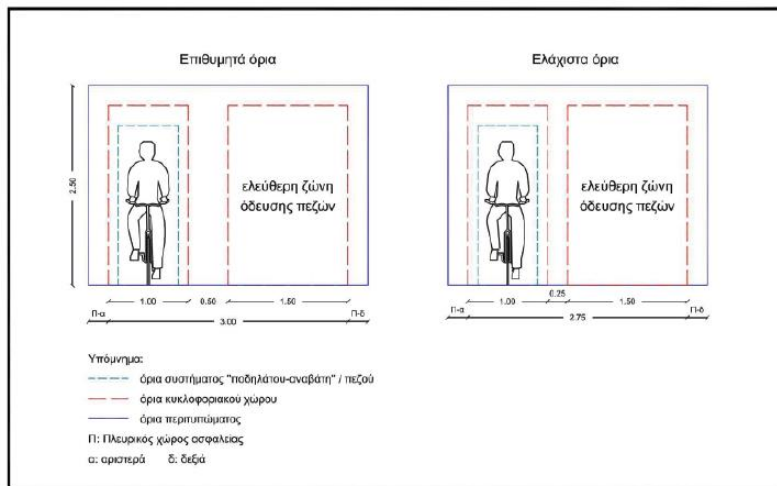 Επιθυμητά όρια
2.50
ελεύθερη ζώνη
όδευσης πεζών
1.00 0.50 1.50
Π-α 3.00 Π-δ
Ελάχιστα όρια
ελεύθερη ζώνη
όδευσης πεζών
0.25
1.00 1.50
Π-α 2.75 Π-δ
Υπόμνημα:
όρια συστήματος "ποδηλάτου-αναβάτη" / πεζού
όρια κυκλοφοριακού χώρου
όρια περιτυπώματος
Π: Πλευρικός χώρος ασφαλείας
α: αριστερά δ: δεξιά